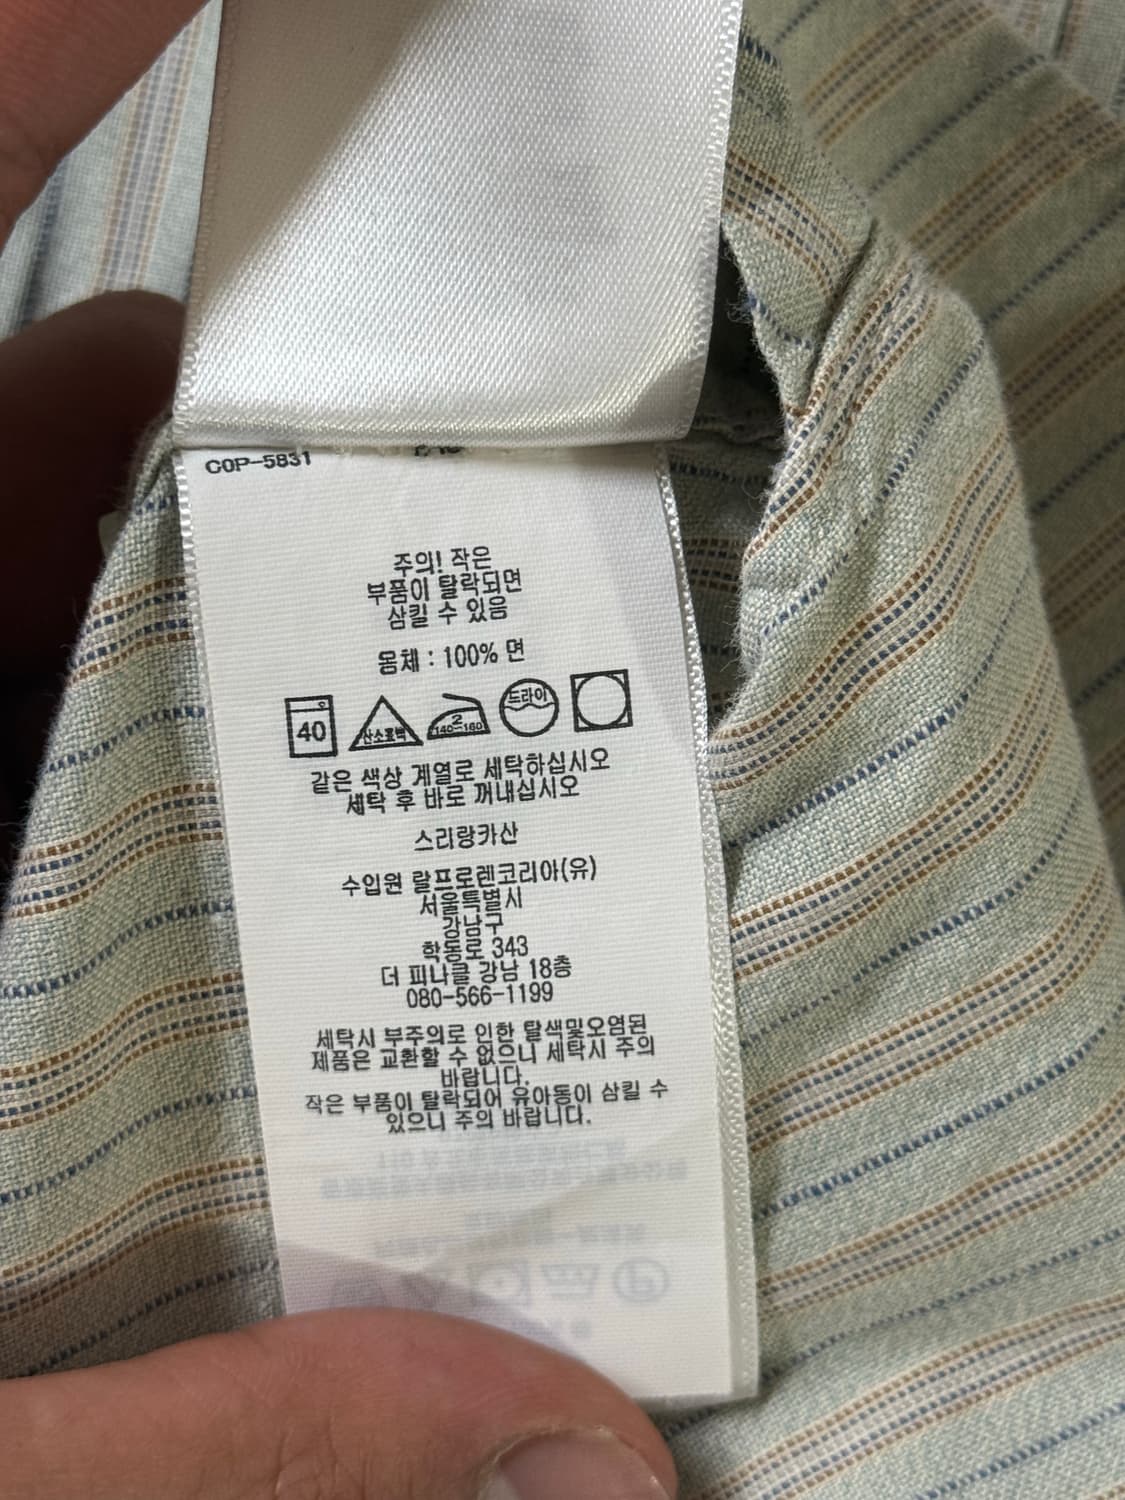 COP-5831
주의! 작은
부품이 탈락되면
삼킬 수 있음
몸체 : 100% 면
40
산소표백
2
140-160
드라이
같은 색상 계열로 세탁하십시오
세탁 후 바로 꺼내십시오
스리랑카산
수입원 랄프로렌코리아(유)
서울특별시
강남구
학동로 343
더 피나클 강남 18층
080-566-1199
세탁시 부주의로 인한 탈색및오염된
제품은 교환할 수 없으니 세탁시 주의
바랍니다.
작은 부품이 탈락되어 유아동이 삼킬 수
있으니 주의 바랍니다.